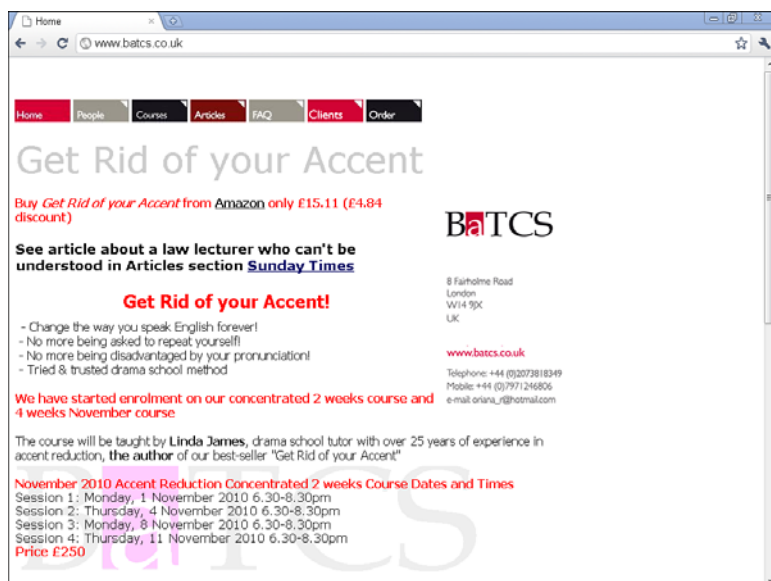 Home
www.batcs.co.uk
Home People Courses Articles FAQ Clients Order
Get Rid of your Accent
Buy Get Rid of your Accent from Amazon only £15.11 (£4.84
discount)
See article about a law lecturer who can't be
understood in Articles section Sunday Times
Get Rid of your Accent!
- Change the way you speak English forever!
- No more being asked to repeat yourself!
- No more being disadvantaged by your pronunciation!
- Tried & trusted drama school method
We have started enrolment on our concentrated 2 weeks course and
4 weeks November course
BaTCS
8 Fairholme Road
London
W14 9JX
UK
www.batcs.co.uk
Telephone: +44 (0)2073818349
Mobile: +44 (0)7971246806
e-mail: oriana_r@hotmail.com
The course will be taught by Linda James, drama school tutor with over 25 years of experience in
accent reduction, the author of our best-seller "Get Rid of your Accent"
November 2010 Accent Reduction Concentrated 2 weeks Course Dates and Times
Session 1: Monday, 1 November 2010 6.30-8.30pm
Session 2: Thursday, 4 November 2010 6.30-8.30pm
Session 3: Monday, 8 November 2010 6.30-8.30pm
Session 4: Thursday, 11 November 2010 6.30-8.30pm
Price £250
BaTCS